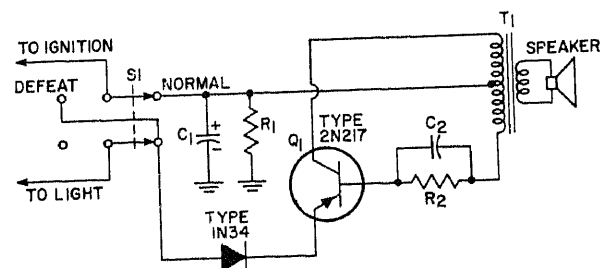 TO IGNITION
DEFEAT
S1
NORMAL
C1
+
-
R1
TO LIGHT
TYPE
1N34
Q1
TYPE
2N217
C2
R2
T1
SPEAKER